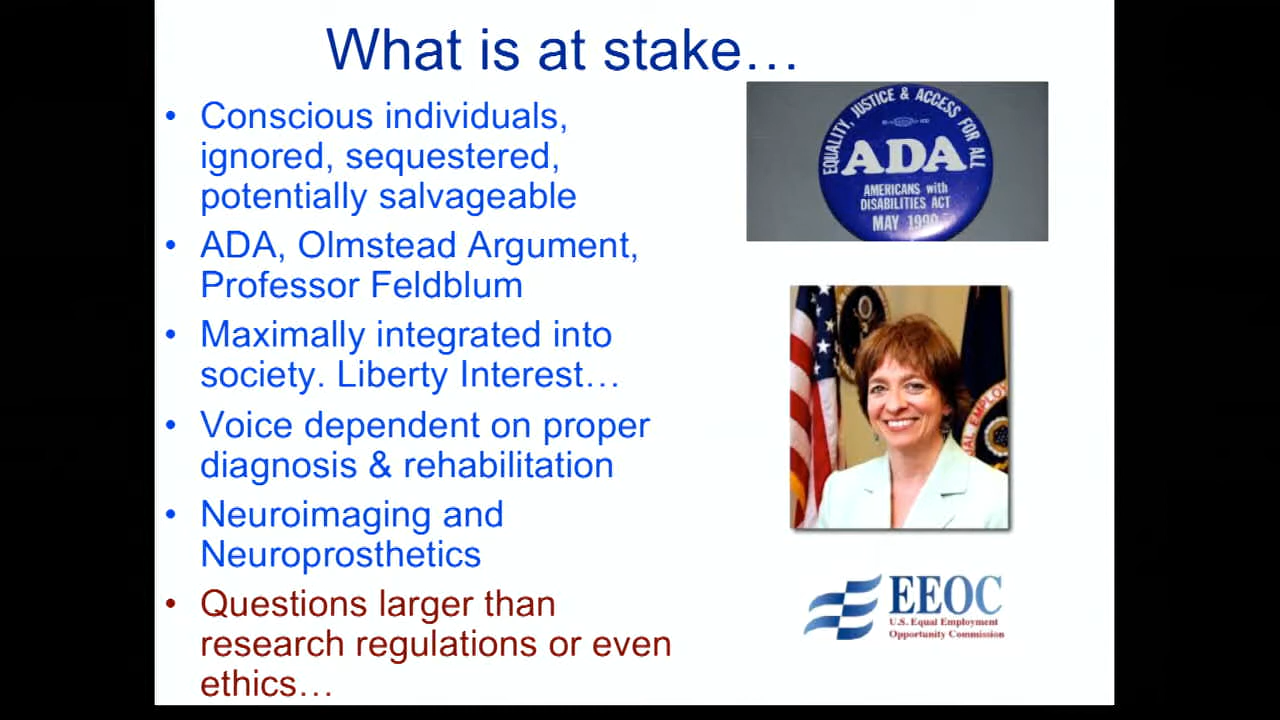 What is at stake…
• Conscious individuals,
ignored, sequestered,
potentially salvageable
• ADA, Olmstead Argument,
Professor Feldblum
• Maximally integrated into
society. Liberty Interest…
• Voice dependent on proper
diagnosis & rehabilitation
• Neuroimaging and
Neuroprosthetics
• Questions larger than
research regulations or even
ethics…
EQUALITY, JUSTICE & ACCESS FOR ALL
ADA
AMERICANS with
DISABILITIES ACT
MAY 1990
EEOC
U.S. Equal Employment
Opportunity Commission